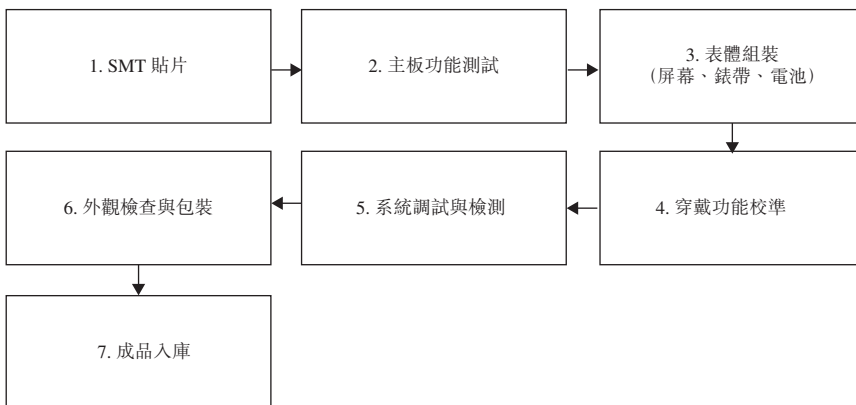 1. SMT 貼片
2. 主板功能測試
3. 表體組裝
（屏幕、錶帶、電池）
4. 穿戴功能校準
5. 系統調試與檢測
6. 外觀檢查與包裝
7. 成品入庫